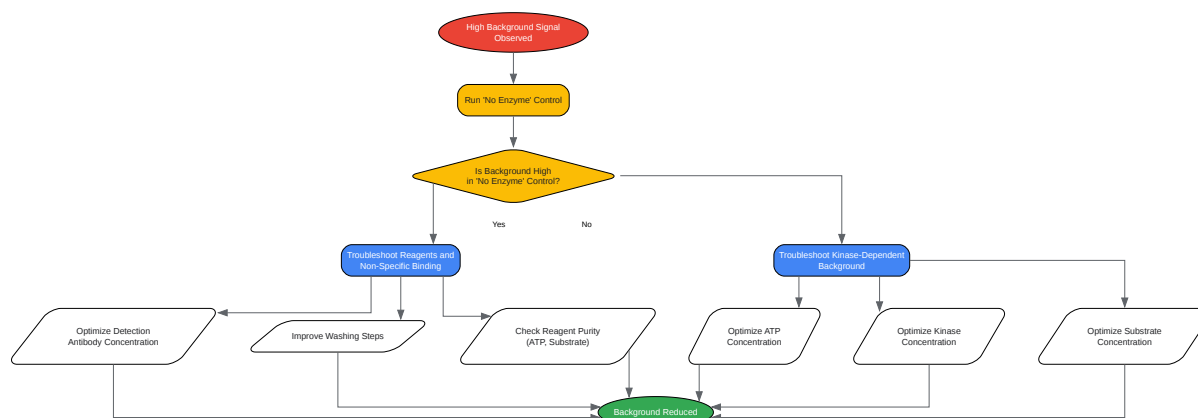 High Background Signal
Observed
Run 'No Enzyme' Control
Is Background High
in 'No Enzyme' Control?
Yes
No
Troubleshoot Reagents and
Non-Specific Binding
Troubleshoot Kinase-Dependent
Background
Optimize Detection
Antibody Concentration
Improve Washing Steps
Check Reagent Purity
(ATP, Substrate)
Optimize ATP
Concentration
Optimize Kinase
Concentration
Optimize Substrate
Concentration
Background Reduced